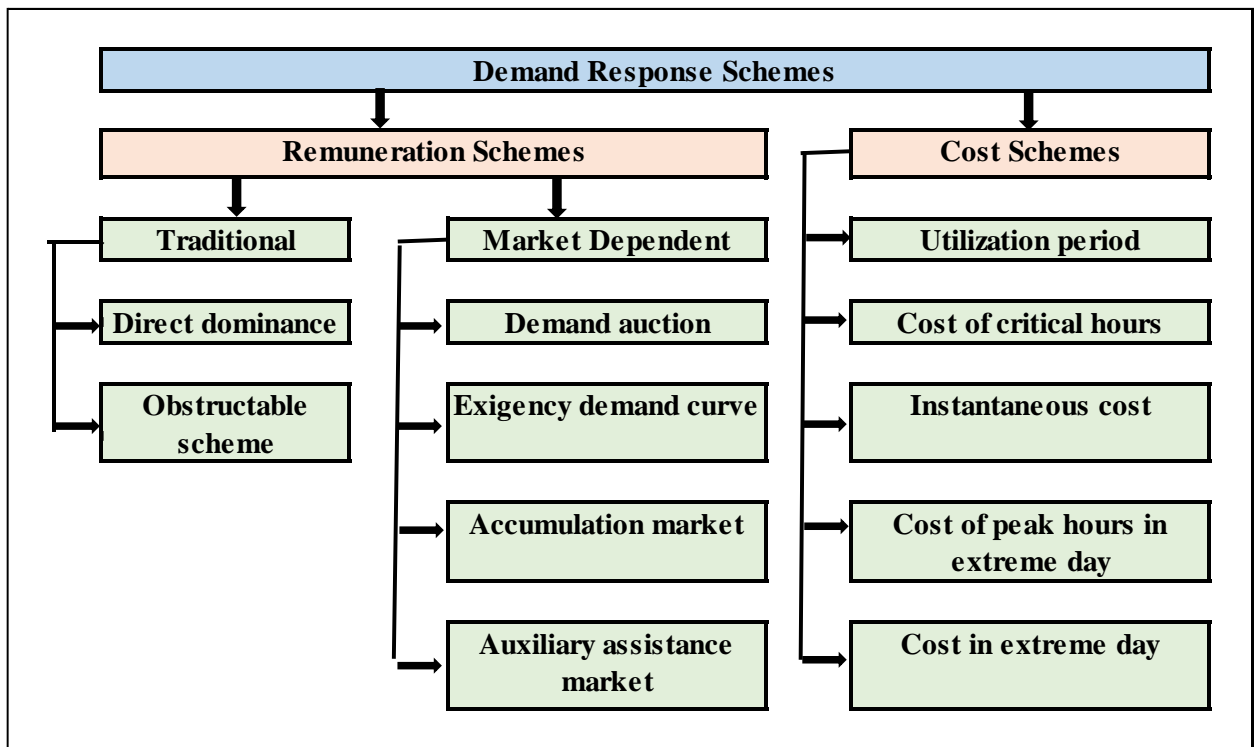 Demand Response Schemes
Remuneration Schemes
Cost Schemes
Traditional
Market Dependent
Utilization period
Direct dominance
Demand auction
Cost of critical hours
Obstructable
scheme
Exigency demand curve
Instantaneous cost
Accumulation market
Cost of peak hours in
extreme day
Auxiliary assistance
market
Cost in extreme day